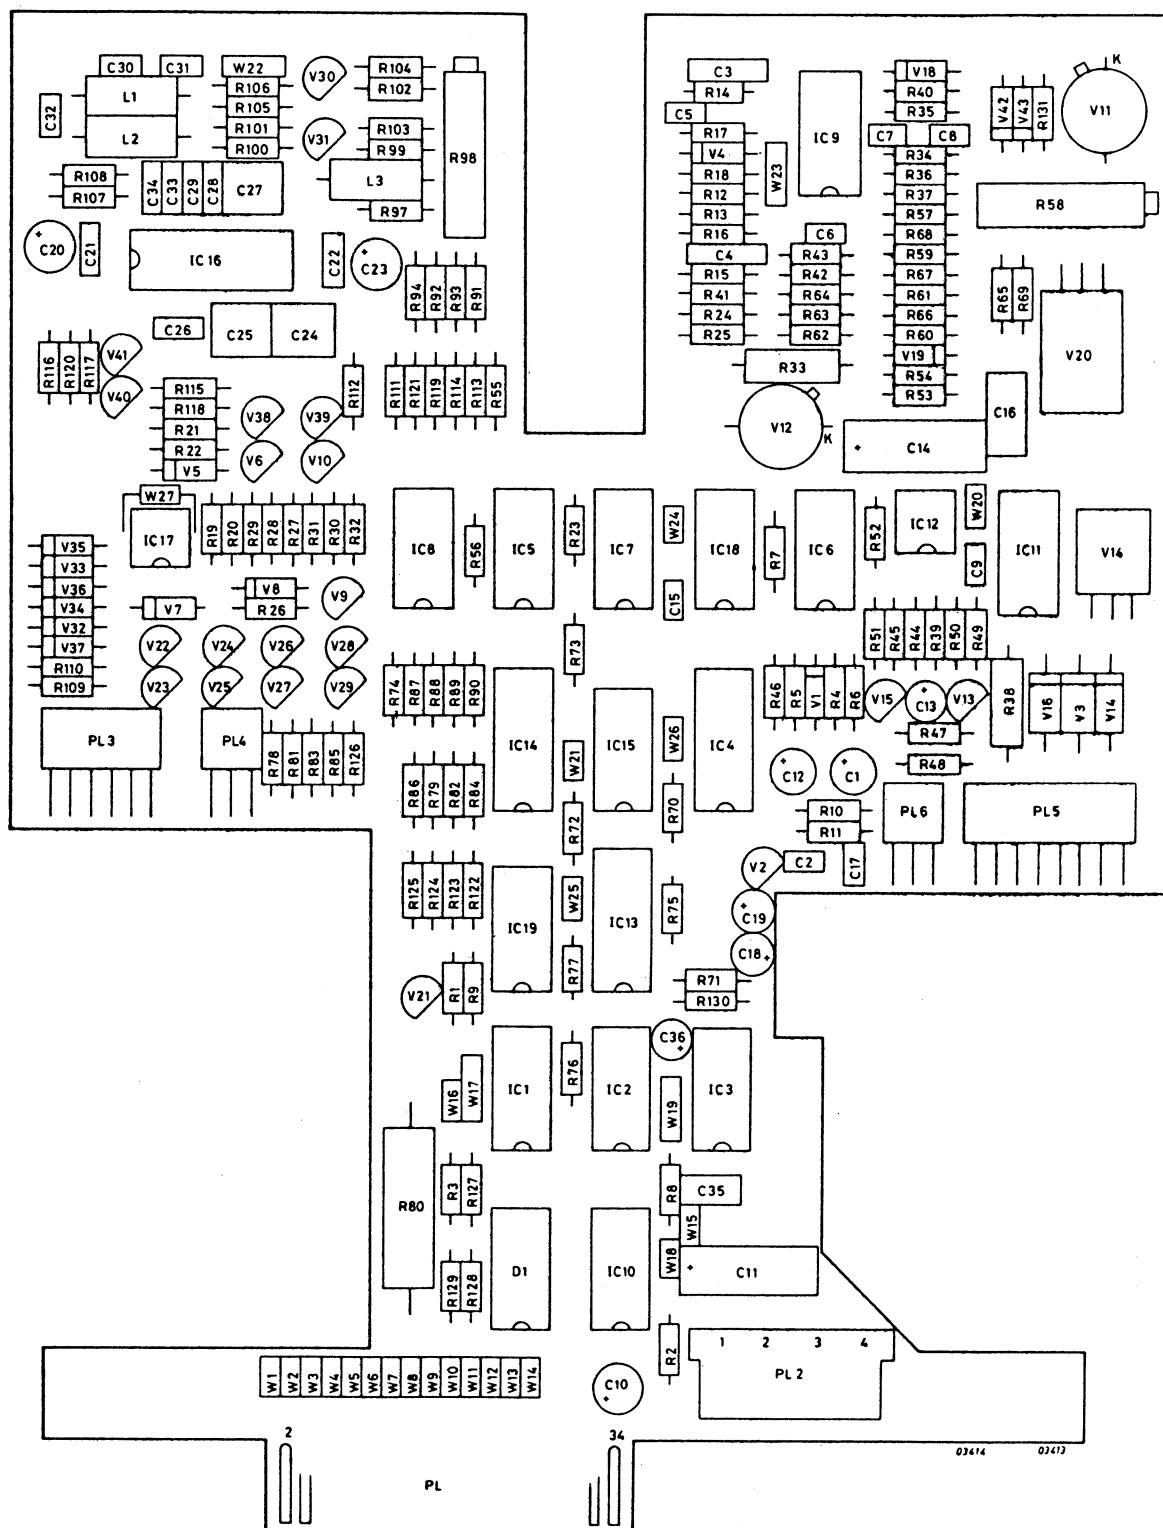 C30
C31
W22
V30
R104
R102
R106
R105
R101
R100
L1
L2
C32
V31
R103
R99
L3
R97
R98
R108
R107
C34
C33
C29
C28
C27
+
C20
C21
IC16
C22
+
C23
R94
R92
R93
R91
C26
C25
C24
R116
R120
R117
V41
V40
R112
R111
R121
R119
R114
R113
R55
R115
R118
R21
R22
V5
V38
V39
V6
V10
W27
IC17
R19
R20
R29
R28
R27
R31
R30
R32
V35
V33
V36
V34
V32
V37
R110
R109
V8
R26
V9
V7
V22
V24
V26
V28
V23
V25
V27
V29
PL3
PL4
R78
R81
R83
R85
R126
C3
R14
C5
R17
V4
R18
R12
R13
R16
C4
R15
R41
R24
R25
W23
IC9
C6
R43
R42
R64
R63
R62
R33
V12
K
V18
R40
R35
C7
C8
R34
R36
R37
R57
R68
R59
R67
R61
R66
R60
V19
R54
R53
V42
V43
R131
K
V11
R58
R65
R69
V20
C16
+
C14
IC8
R56
IC5
R23
IC7
W24
C15
IC18
R7
IC6
R52
IC12
W20
C9
IC11
V14
R73
R51
R45
R44
R39
R50
R49
R74
R87
R88
R89
R90
IC14
IC15
W21
W26
IC4
R46
R5
V1
R4
R6
V15
+
C13
V13
R47
R48
R38
V16
V3
V14
R86
R79
R82
R84
R72
R70
+
C12
+
C1
R10
R11
PL6
PL5
V2
C2
C17
R125
R124
R123
R122
IC19
W25
R77
IC13
R75
+
C19
C18
+
R71
R130
V21
R1
R9
C36
+
W16
W17
IC1
R76
IC2
W19
IC3
R80
R3
R127
R8
C35
W15
W18
+
C11
R129
R128
D1
IC10
R2
1
2
3
4
PL2
W1
W2
W3
W4
W5
W6
W7
W8
W9
W10
W11
W12
W13
W14
C10
+
2
34
PL
03414
03413